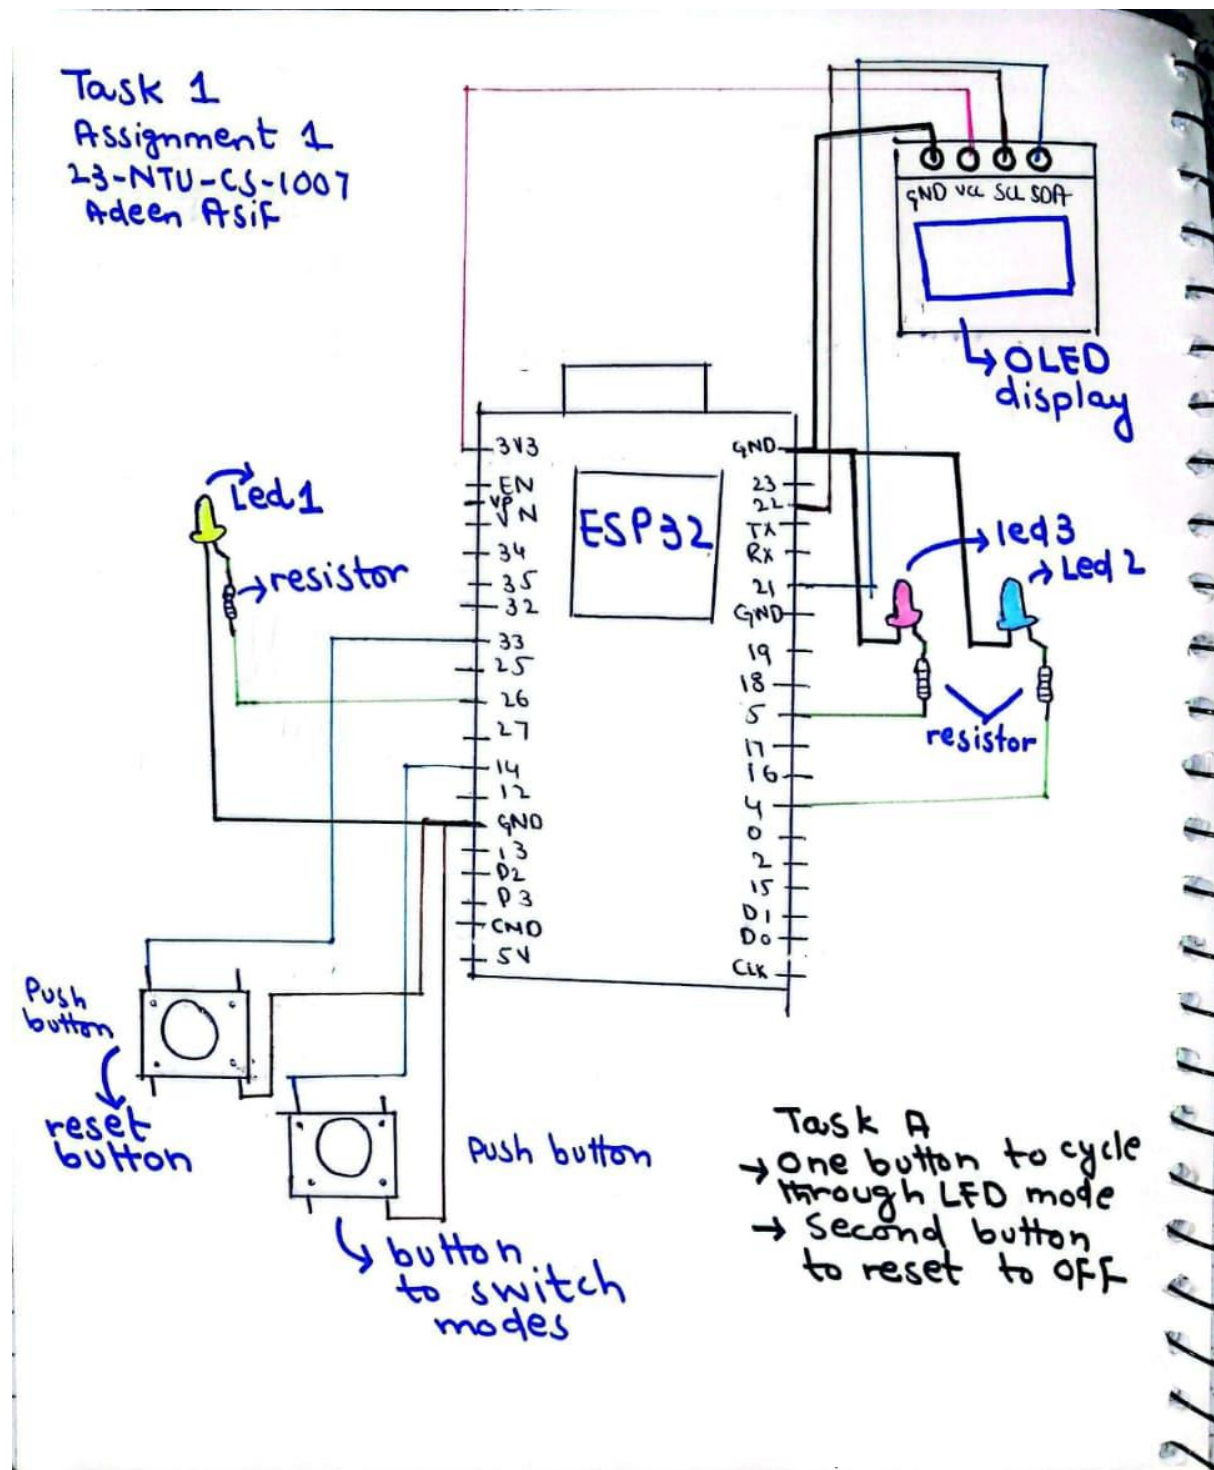 Task 1
Assignment 1
23-NTU-CS-1007
Adeen Asif
GND VCC SCL SDA
OLED
display
ESP32
3V3
EN
VP
VN
34
35
32
33
25
26
27
14
12
GND
13
D2
D3
CMD
5V
GND
23
22
TX
RX
21
GND
19
18
5
17
16
4
0
2
15
D1
D0
CLK
Led1
resistor
led3
Led 2
resistor
Push
button
reset
button
Push button
button
to switch
modes
Task A
→ One button to cycle
through LED mode
→ Second button
to reset to OFF